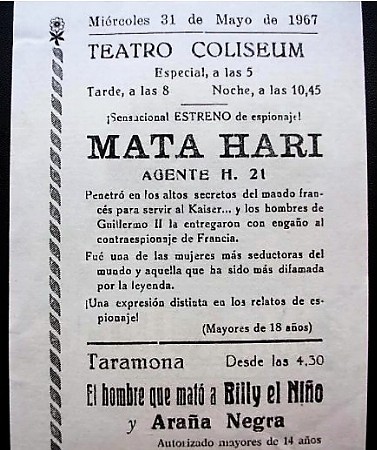 Miércoles 31 de Mayo de 1967
TEATRO COLISEUM
Especial, a las 5
Tarde, a las 8 Noche, a las 10,45
¡Sensacional ESTRENO de espionaje!
MATA HARI
AGENTE H. 21
Penetró en los altos secretos del mando fran-
cés para servir al Kaiser... y los hombres de
Guillermo II la entregaron con engaño al
contraespionaje de Francia.
Fué una de las mujeres más seductoras del
mundo y aquella que ha sido más difamada
por la leyenda.
¡Una expresión distinta en los relatos de es-
pionaje!
(Mayores de 18 años)
Taramona Desde las 4,30
El hombre que mató a Billy el Niño
y Araña Negra
Autorizado mayores de 14 años